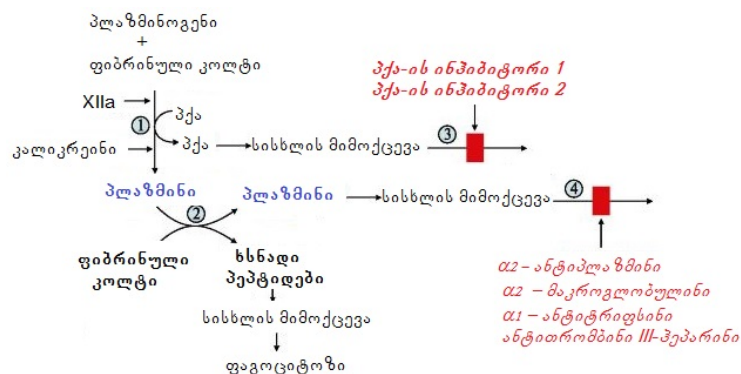 პლაზმინოგენი
+
ფიბრინული კოლტი
XIIa
პქა
1
პქა
კალიკრეინი
სისხლის მიმოქცევა
3
პქა-ის ინჰიბიტორი 1
პქა-ის ინჰიბიტორი 2
პლაზმინი
2
პლაზმინი
სისხლის მიმოქცევა
4
ფიბრინული
კოლტი
ხსნადი
პეპტიდები
სისხლის მიმოქცევა
ფაგოციტოზი
α2 – ანტიპლაზმინი
α2 – მაკროგლობულინი
α1 – ანტიტრიფსინი
ანტითრომბინი III-ჰეპარინი